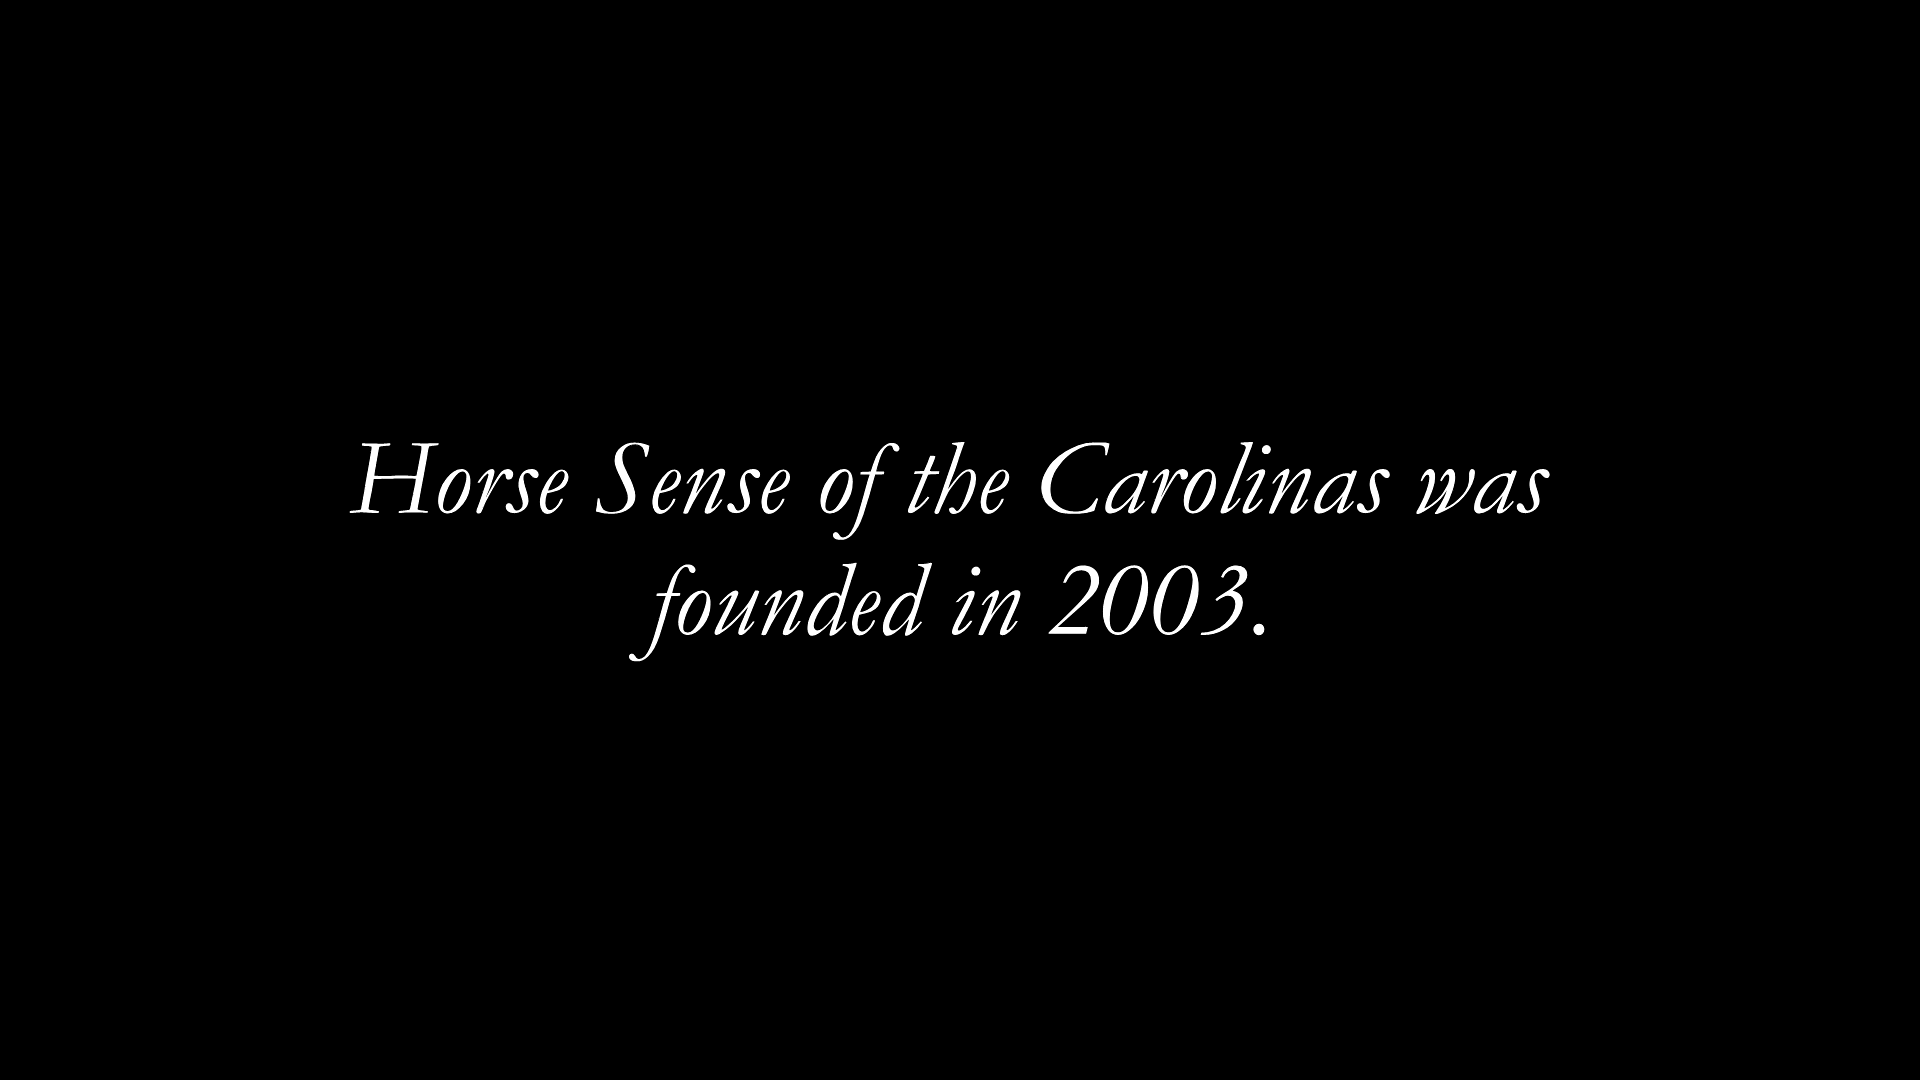 Horse Sense of the Carolinas was
founded in 2003.